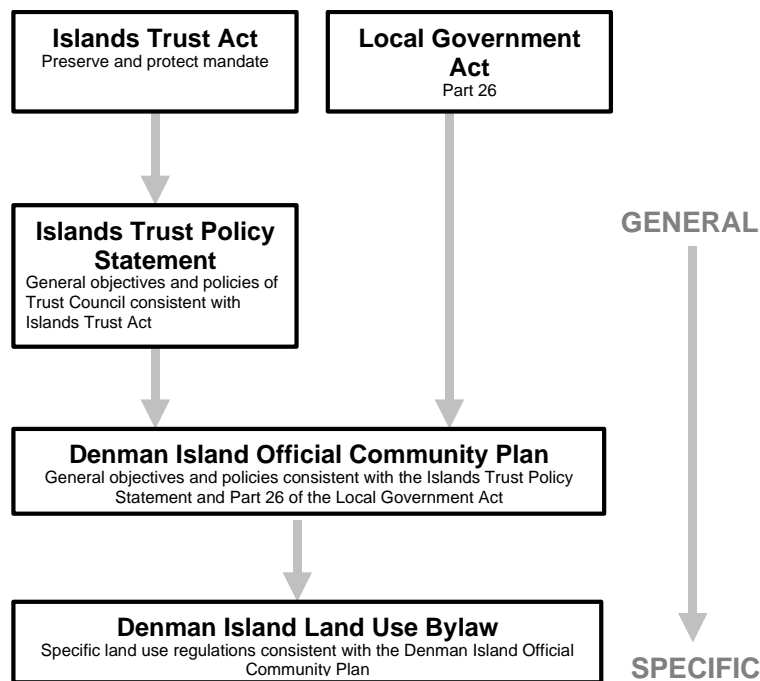 Islands Trust Act
Preserve and protect mandate
Local Government
Act
Part 26
Islands Trust Policy
Statement
General objectives and policies of
Trust Council consistent with
Islands Trust Act
GENERAL
Denman Island Official Community Plan
General objectives and policies consistent with the Islands Trust Policy
Statement and Part 26 of the Local Government Act
Denman Island Land Use Bylaw
Specific land use regulations consistent with the Denman Island Official
Community Plan
SPECIFIC